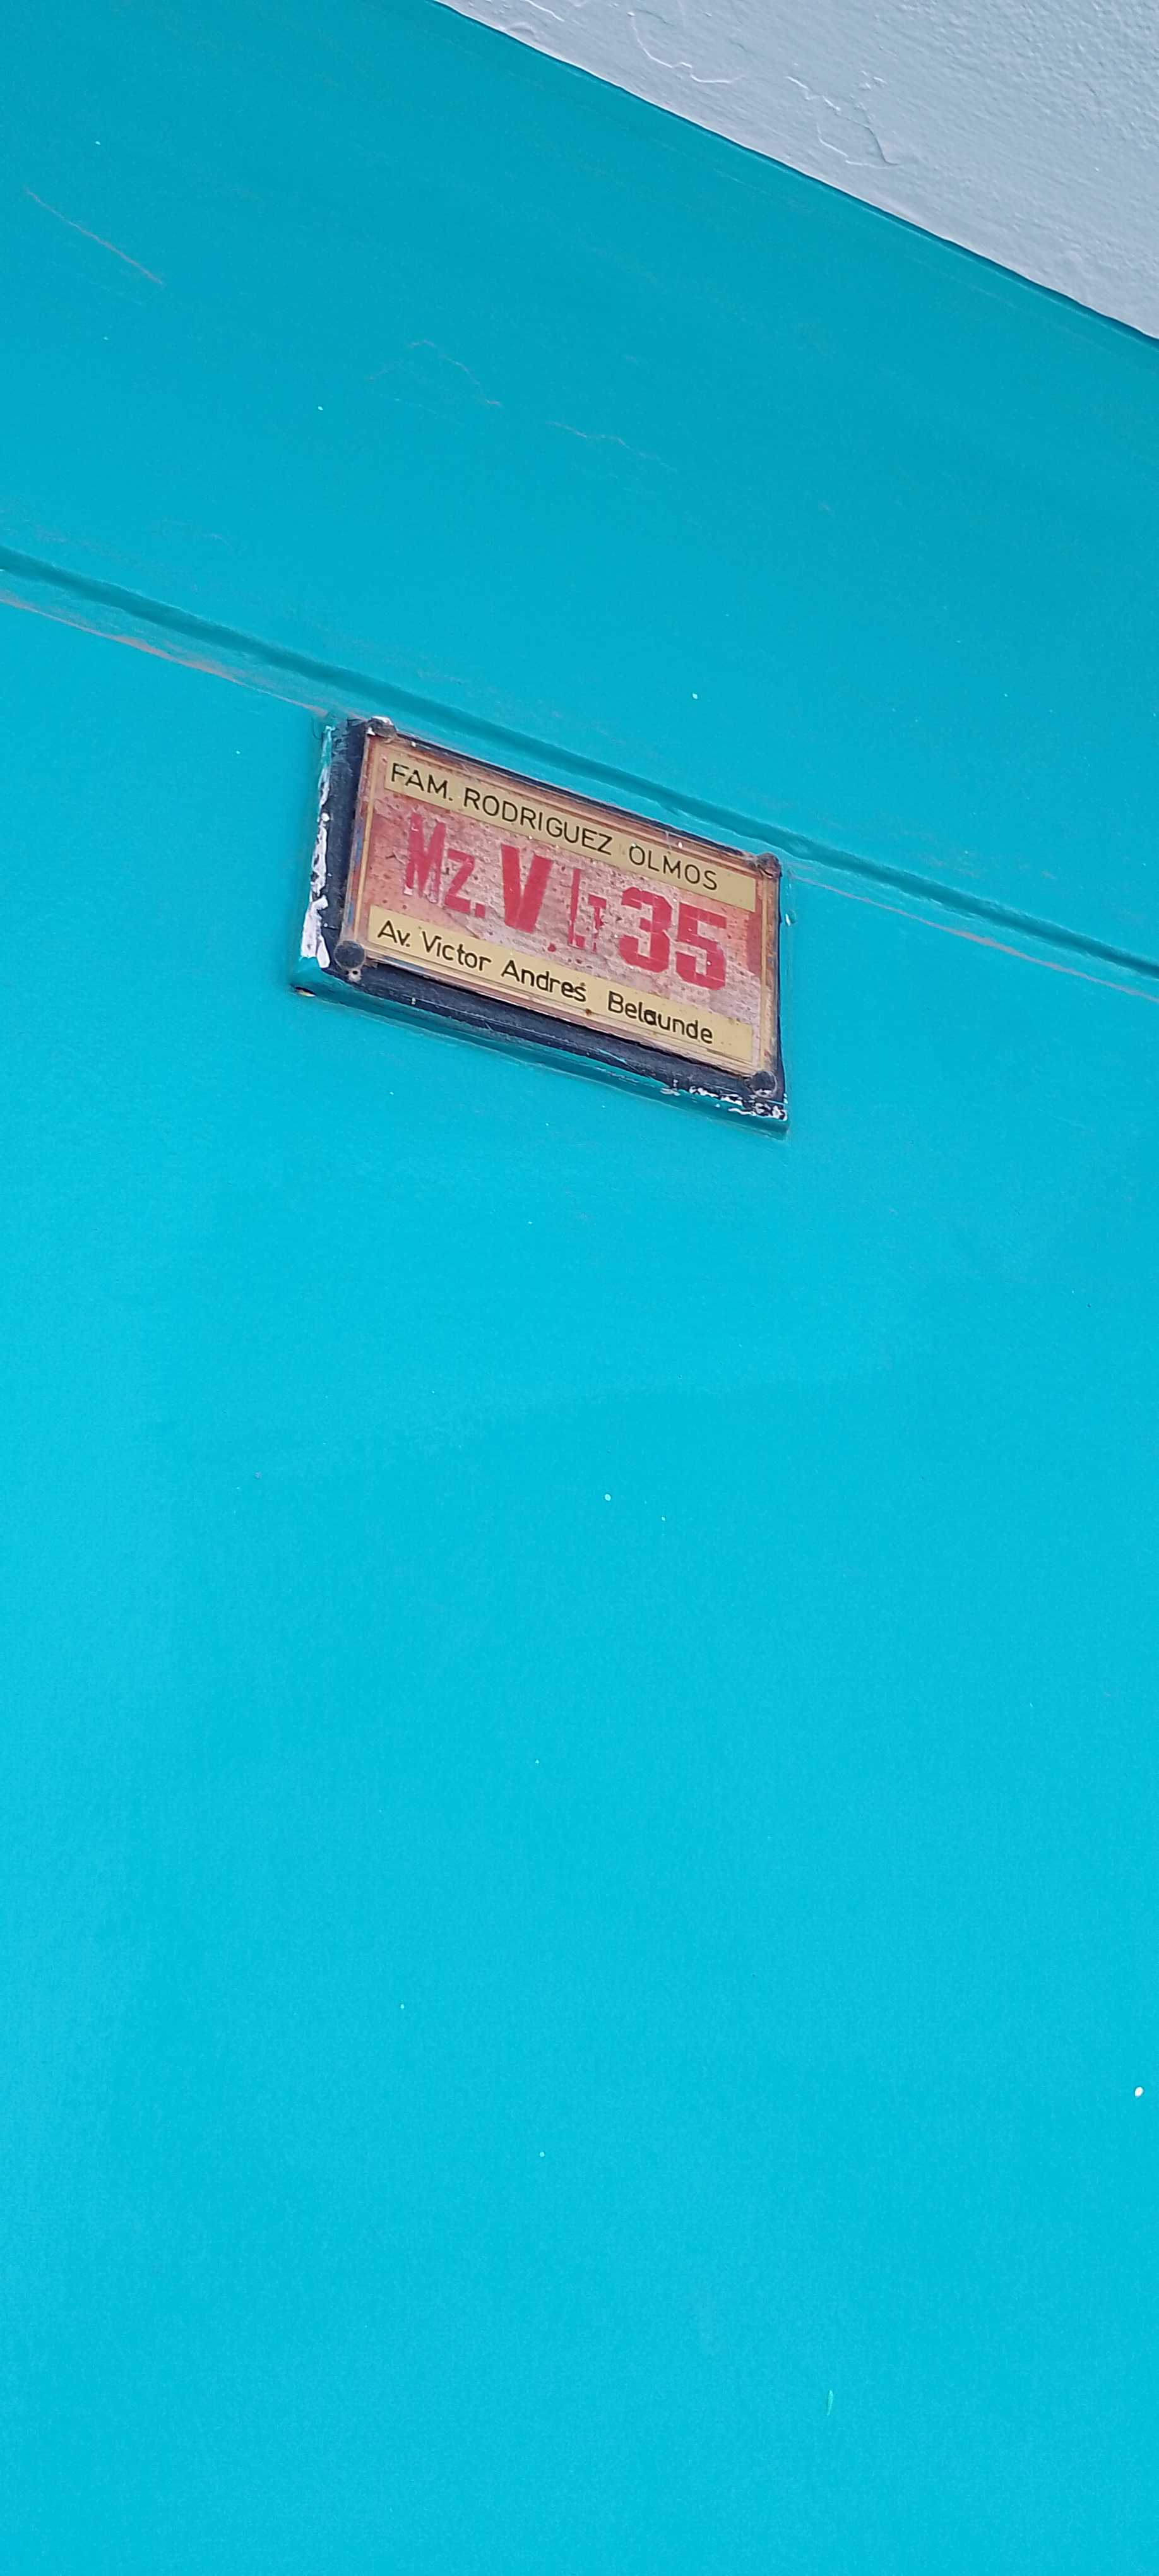 FAM. RODRIGUEZ OLMOS
Mz. V LT 35
Av. Victor Andres Belaunde